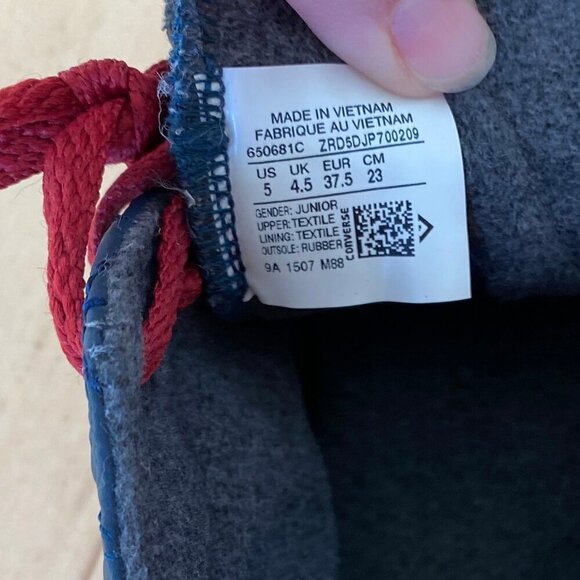 MADE IN VIETNAM
FABRIQUE AU VIETNAM
650681C ZRD5DJP700209
US UK EUR CM
5 4.5 37.5 23
GENDER: JUNIOR
UPPER: TEXTILE
LINING: TEXTILE
OUTSOLE: RUBBER
CONVERSE
9A 1507 M88